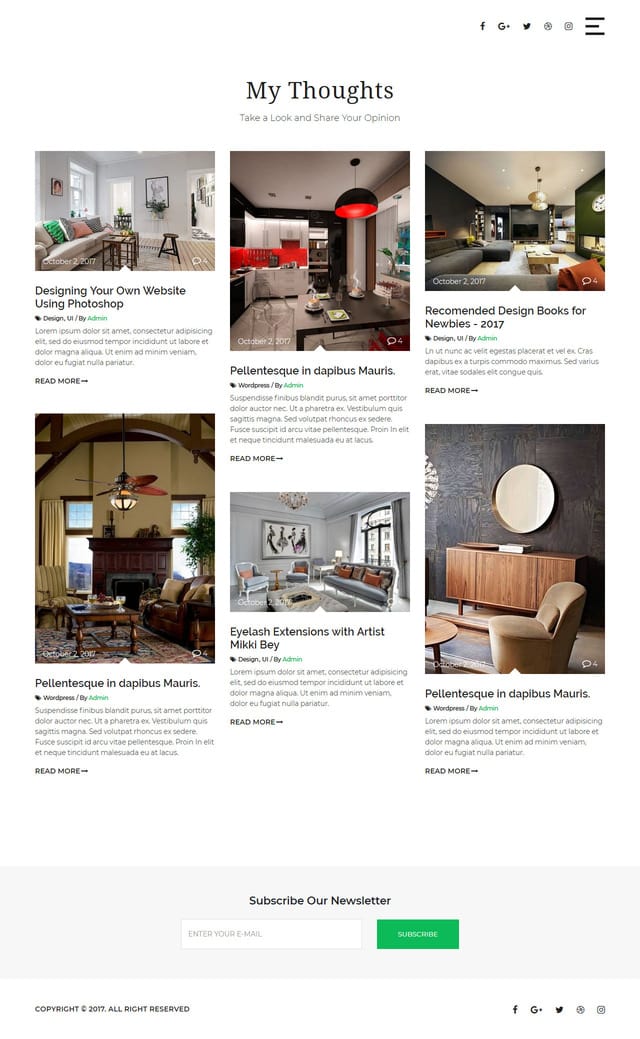 My Thoughts
Take a Look and Share Your Opinion
October 2, 2017
4
Designing Your Own Website
Using Photoshop
Design, UI / By Admin
Lorem ipsum dolor sit amet, consectetur adipisicing
elit, sed do eiusmod tempor incididunt ut labore et
dolore magna aliqua. Ut enim ad minim veniam,
dolor eu fugiat nulla pariatur.
READ MORE
October 2, 2017
Pellentesque in dapibus Mauris.
Wordpress / By Admin
Suspendisse finibus blandit purus, sit amet porttitor
dolor auctor nec. Ut a pharetra ex. Vestibulum quis
sagittis magna. Sed volutpat rhoncus ex sedere.
Fusce suscipit id arcu vitae pellentesque. Proin In elit
et neque tincidunt malesuada eu at lacus.
READ MORE
October 2, 2017
4
Pellentesque in dapibus Mauris.
Wordpress / By Admin
Suspendisse finibus blandit purus, sit amet porttitor
dolor auctor nec. Ut a pharetra ex. Vestibulum quis
sagittis magna. Sed volutpat rhoncus ex sedere.
Fusce suscipit id arcu vitae pellentesque. Proin In elit
et neque tincidunt malesuada eu at lacus.
READ MORE
October 2, 2017
4
Eyelash Extensions with Artist
Mikki Bey
Design, UI / By Admin
Lorem ipsum dolor sit amet, consectetur adipisicing
elit, sed do eiusmod tempor incididunt ut labore et
dolore magna aliqua. Ut enim ad minim veniam,
dolor eu fugiat nulla pariatur.
READ MORE
October 2, 2017
4
Recomended Design Books for
Newbies - 2017
Design, UI / By Admin
Ln ut nunc ac velit egestas placerat et vel ex. Cras
dapibus ex a turpis commodo maximus. Sed varius
erat, vitae sodales elit congue quis.
READ MORE
October 2, 2017
4
Pellentesque in dapibus Mauris.
Wordpress / By Admin
Lorem ipsum dolor sit amet, consectetur adipisicing
elit, sed do eiusmod tempor incididunt ut labore et
dolore magna aliqua. Ut enim ad minim veniam,
dolor eu fugiat nulla pariatur.
READ MORE
Subscribe Our Newsletter
ENTER YOUR E-MAIL
SUBSCRIBE
COPYRIGHT © 2017. ALL RIGHT RESERVED